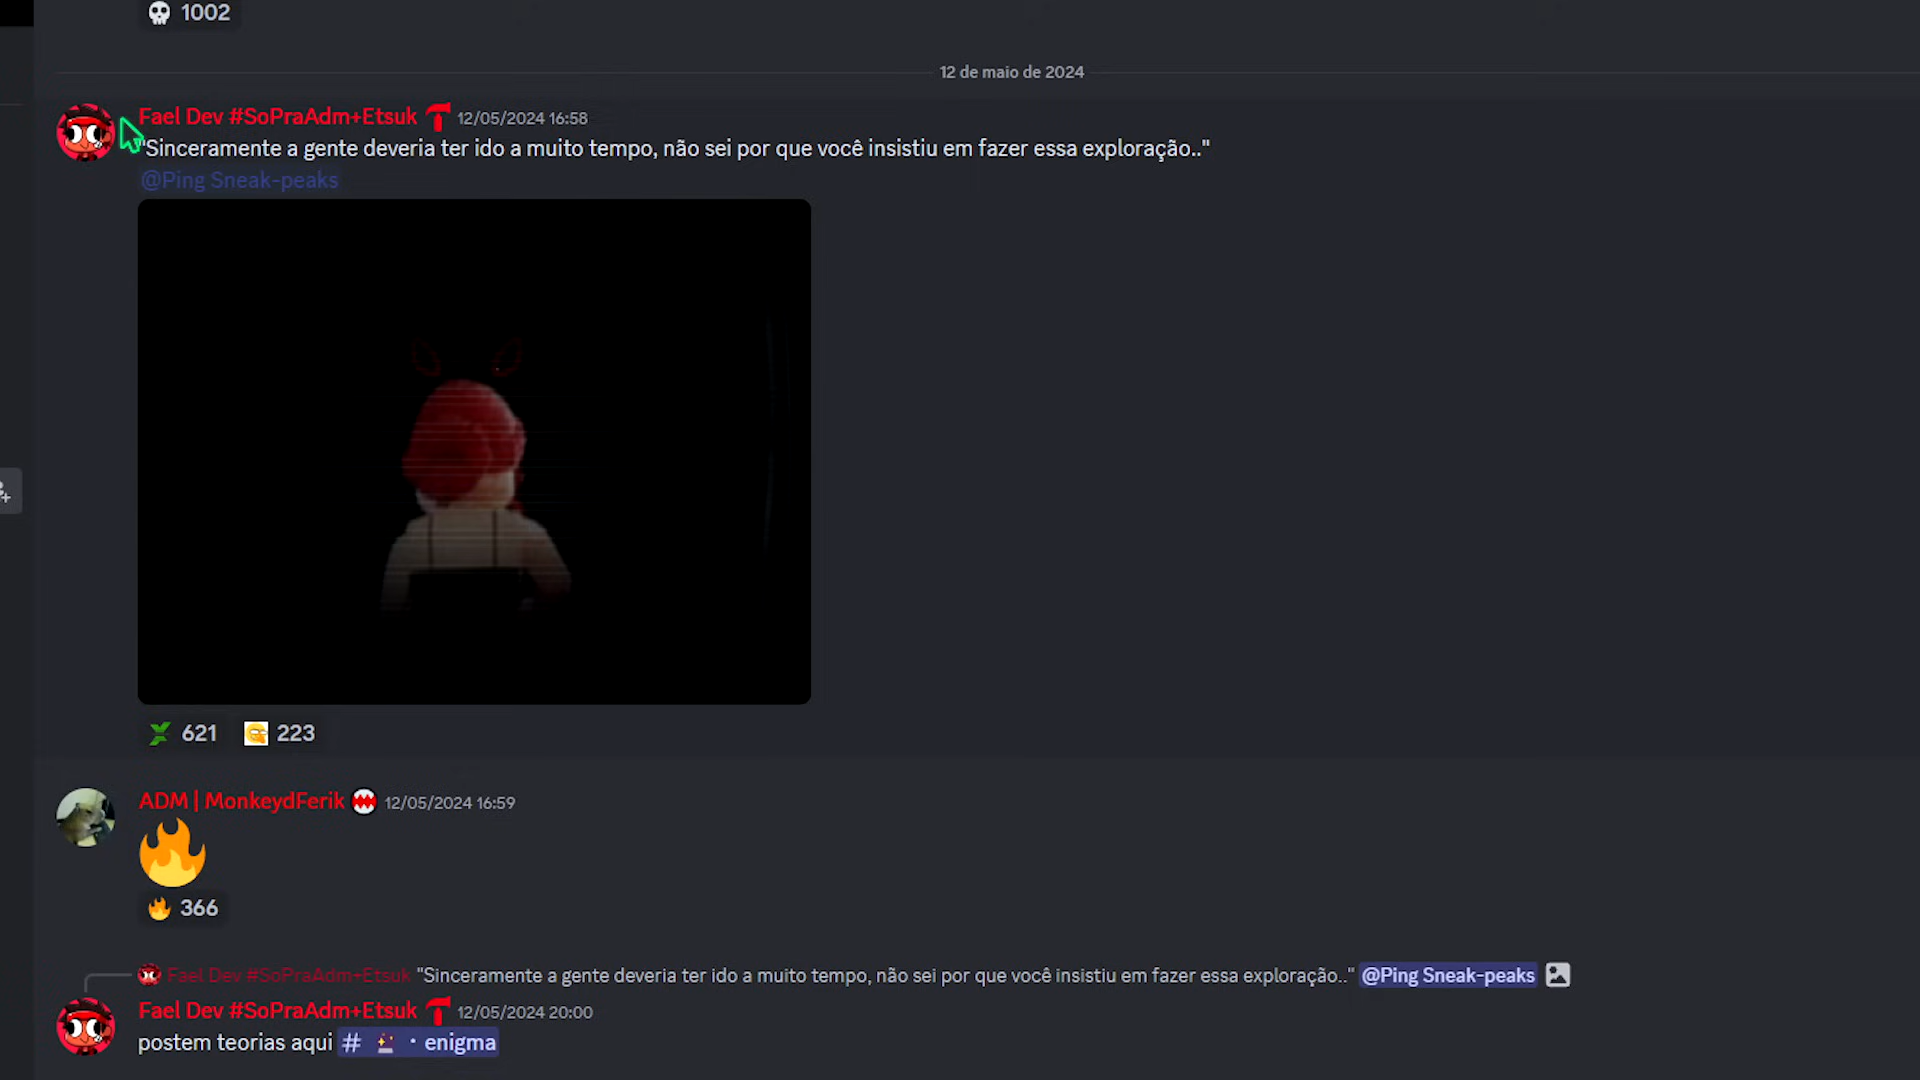 1002
12 de maio de 2024
Fael Dev #SoPraAdm+Etsuk 12/05/2024 16:58
"Sinceramente a gente deveria ter ido a muito tempo, não sei por que você insistiu em fazer essa exploração.."
@Ping Sneak-peaks
621 223
ADM | MonkeydFerik 12/05/2024 16:59
366
Fael Dev #SoPraAdm+Etsuk "Sinceramente a gente deveria ter ido a muito tempo, não sei por que você insistiu em fazer essa exploração.." @Ping Sneak-peaks
Fael Dev #SoPraAdm+Etsuk 12/05/2024 20:00
postem teorias aqui # ・enigma